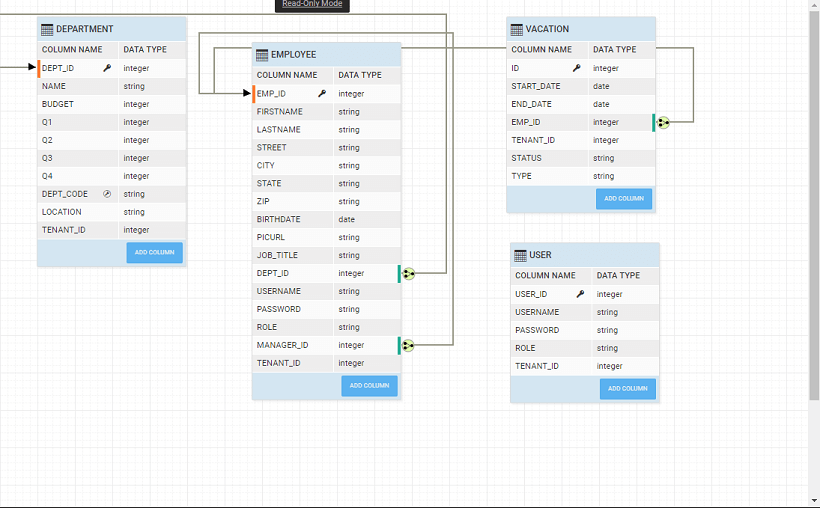 Read-Only Mode
DEPARTMENT
COLUMN NAME DATA TYPE
DEPT_ID integer
NAME string
BUDGET integer
Q1 integer
Q2 integer
Q3 integer
Q4 integer
DEPT_CODE string
LOCATION string
TENANT_ID integer
ADD COLUMN
EMPLOYEE
COLUMN NAME DATA TYPE
EMP_ID integer
FIRSTNAME string
LASTNAME string
STREET string
CITY string
STATE string
ZIP string
BIRTHDATE date
PICURL string
JOB_TITLE string
DEPT_ID integer
USERNAME string
PASSWORD string
ROLE string
MANAGER_ID integer
TENANT_ID integer
ADD COLUMN
VACATION
COLUMN NAME DATA TYPE
ID integer
START_DATE date
END_DATE date
EMP_ID integer
TENANT_ID integer
STATUS string
TYPE string
ADD COLUMN
USER
COLUMN NAME DATA TYPE
USER_ID integer
USERNAME string
PASSWORD string
ROLE string
TENANT_ID integer
ADD COLUMN